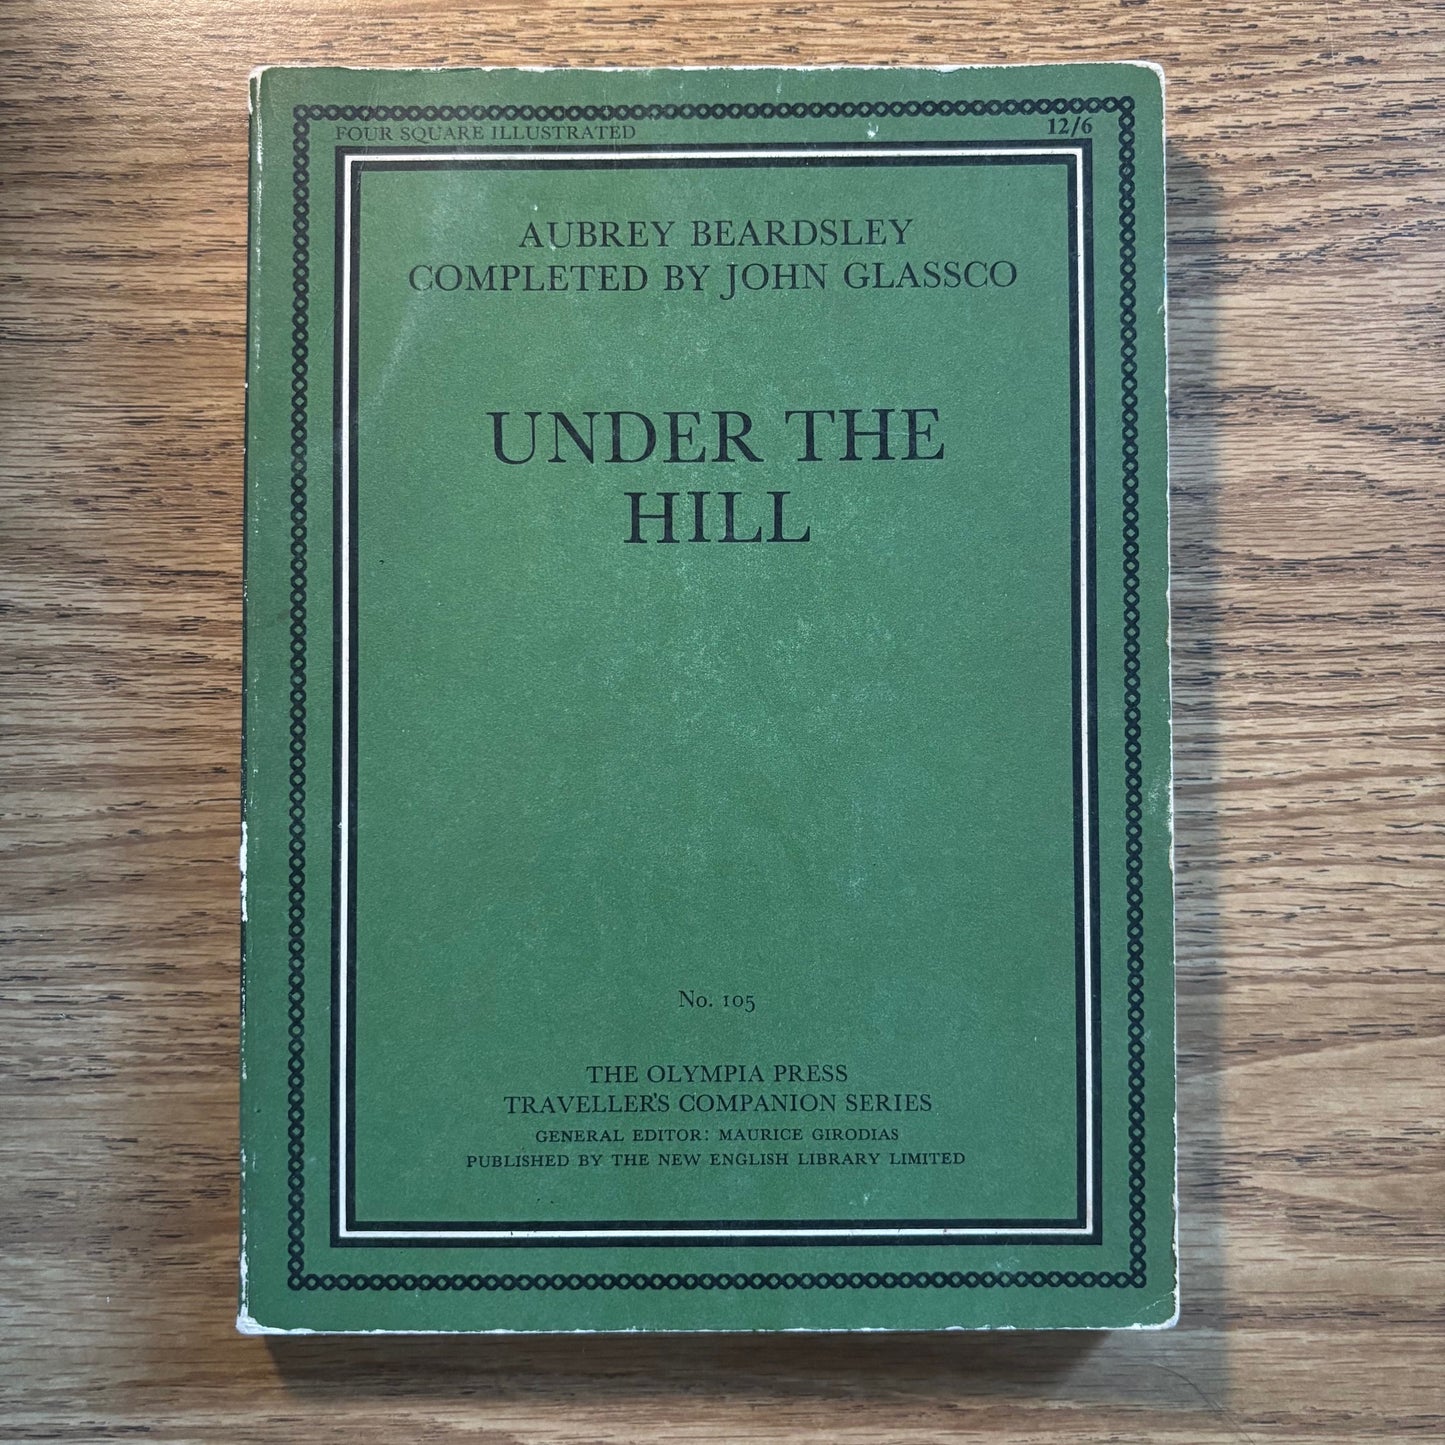 FOUR SQUARE ILLUSTRATED 12/6
AUBREY BEARDSLEY
COMPLETED BY JOHN GLASSCO
UNDER THE
HILL
No. 105
THE OLYMPIA PRESS
TRAVELLER'S COMPANION SERIES
GENERAL EDITOR: MAURICE GIRODIAS
PUBLISHED BY THE NEW ENGLISH LIBRARY LIMITED